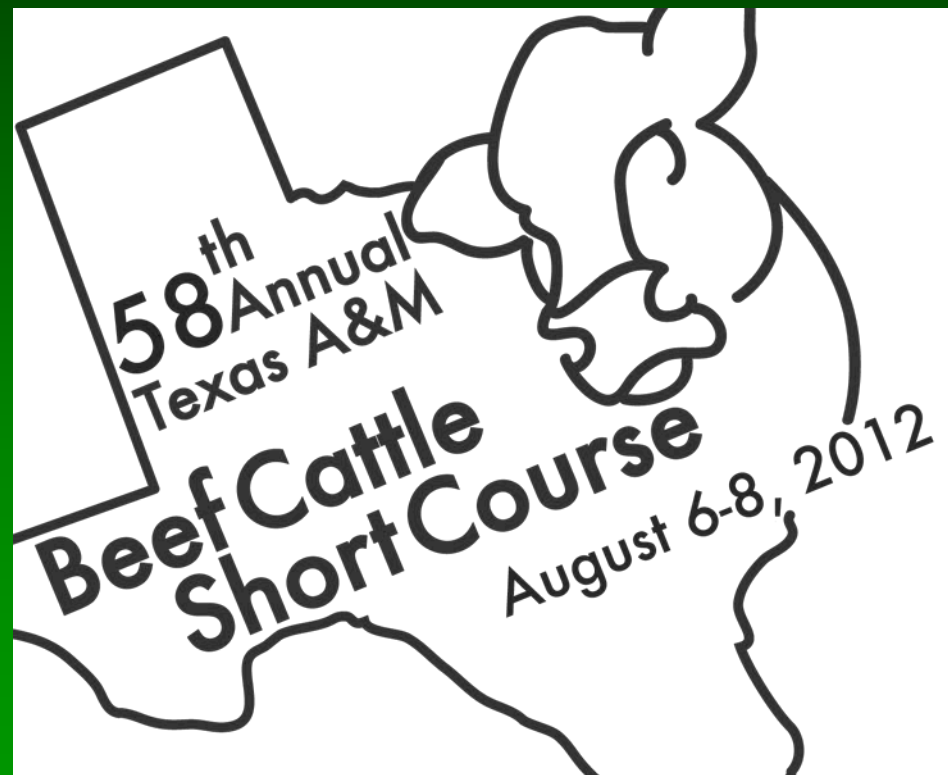 58th Annual
Texas A&M
Beef Cattle
Short Course
August 6-8, 2012